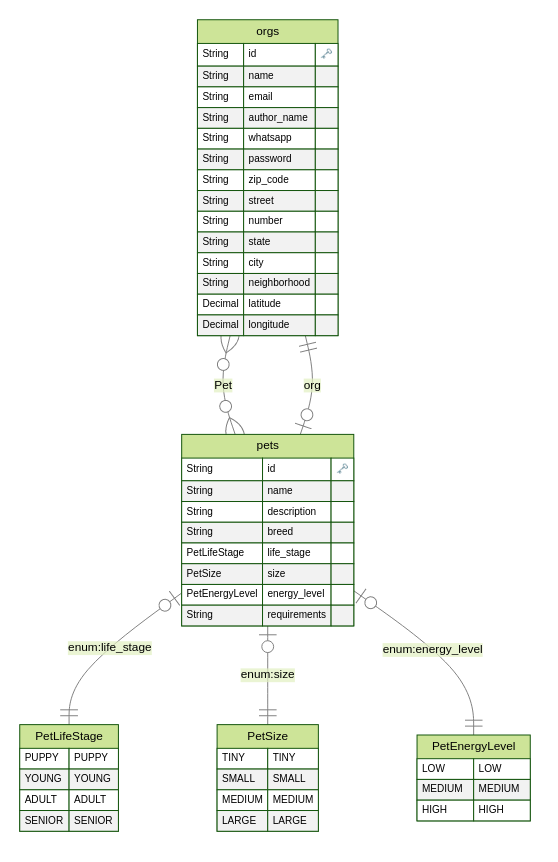 orgs
String id
String name
String email
String author_name
String whatsapp
String password
String zip_code
String street
String number
String state
String city
String neighborhood
Decimal latitude
Decimal longitude
Pet org
pets
String id
String name
String description
String breed
PetLifeStage life_stage
PetSize size
PetEnergyLevel energy_level
String requirements
enum:life_stage
enum:size
enum:energy_level
PetLifeStage
PUPPY PUPPY
YOUNG YOUNG
ADULT ADULT
SENIOR SENIOR
PetSize
TINY TINY
SMALL SMALL
MEDIUM MEDIUM
LARGE LARGE
PetEnergyLevel
LOW LOW
MEDIUM MEDIUM
HIGH HIGH